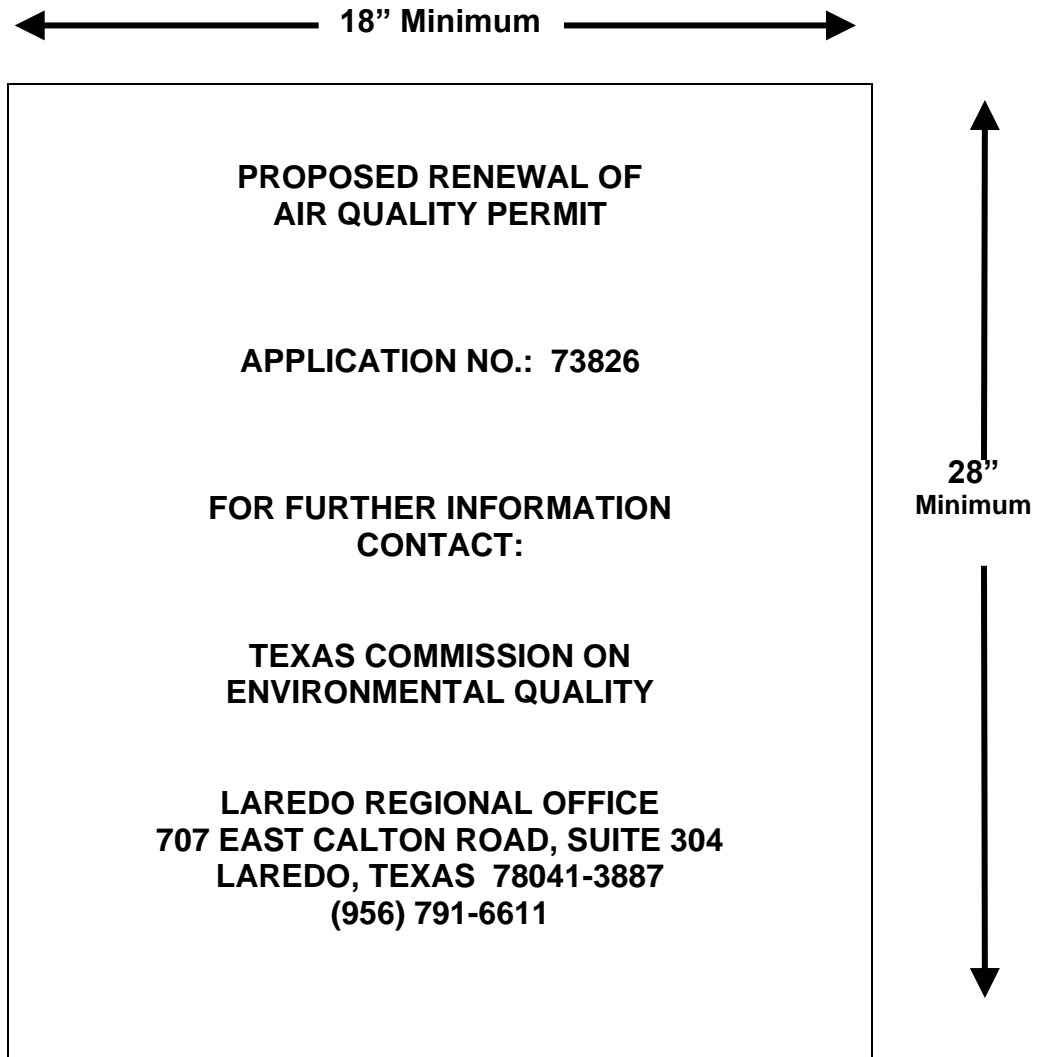 18” Minimum
PROPOSED RENEWAL OF
AIR QUALITY PERMIT
APPLICATION NO.: 73826
FOR FURTHER INFORMATION
CONTACT:
TEXAS COMMISSION ON
ENVIRONMENTAL QUALITY
LAREDO REGIONAL OFFICE
707 EAST CALTON ROAD, SUITE 304
LAREDO, TEXAS  78041-3887
(956) 791-6611
28”
Minimum